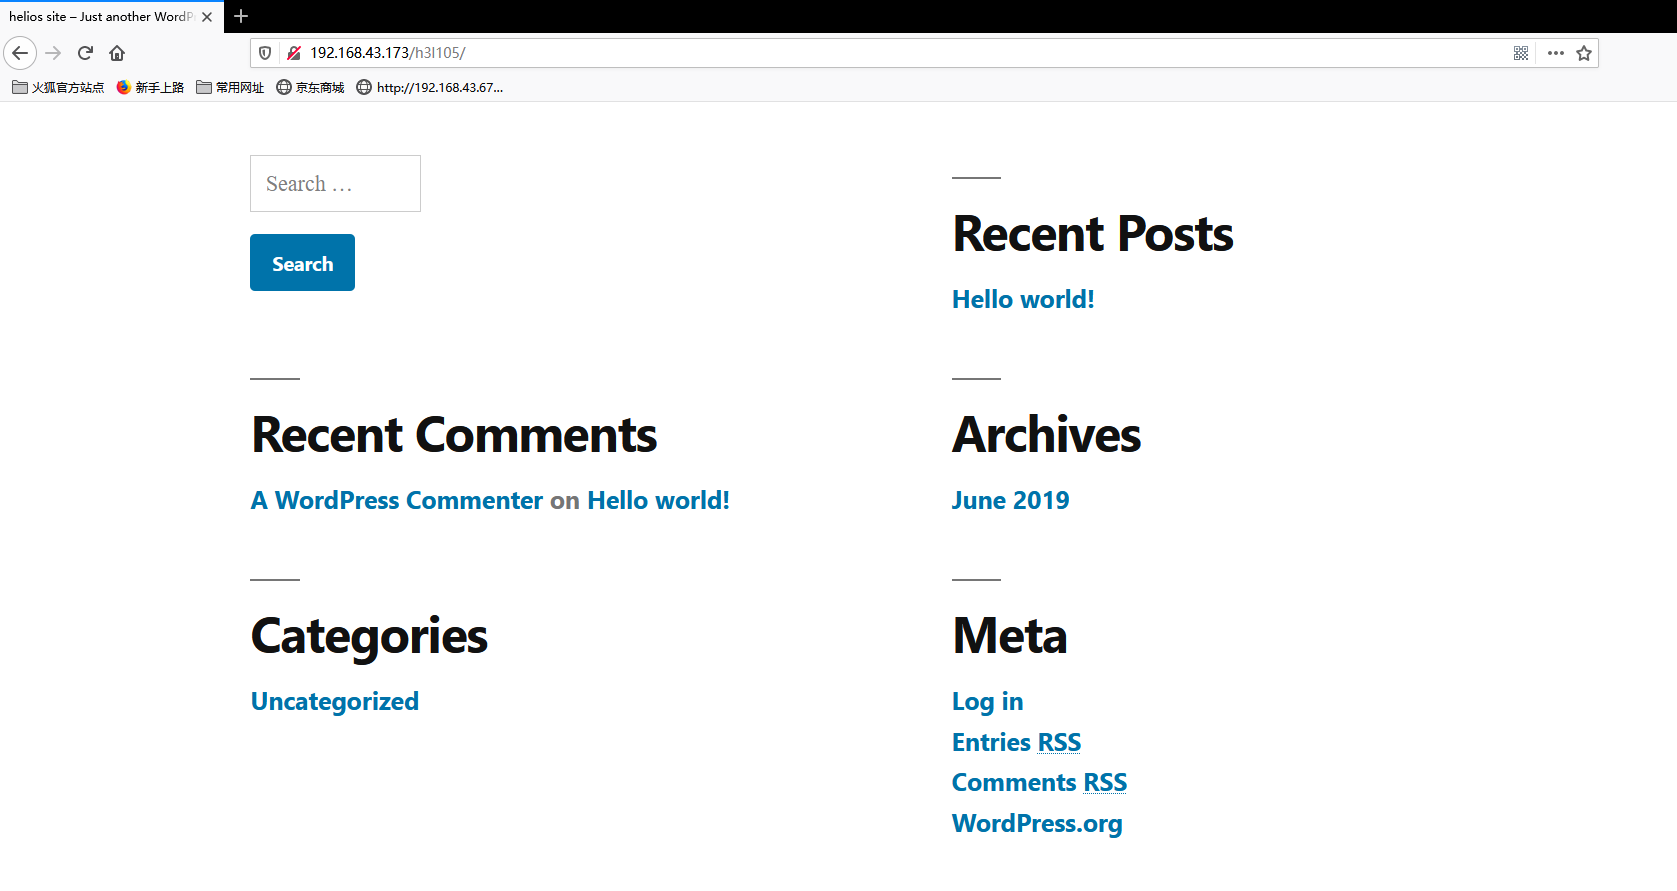 helios site – Just another WordP
192.168.43.173/h3l105/
火狐官方站点 新手上路 常用网址 京东商城 http://192.168.43.67...
Search …
Search
Recent Posts
Hello world!
Recent Comments
A WordPress Commenter on Hello world!
Archives
June 2019
Categories
Uncategorized
Meta
Log in
Entries RSS
Comments RSS
WordPress.org